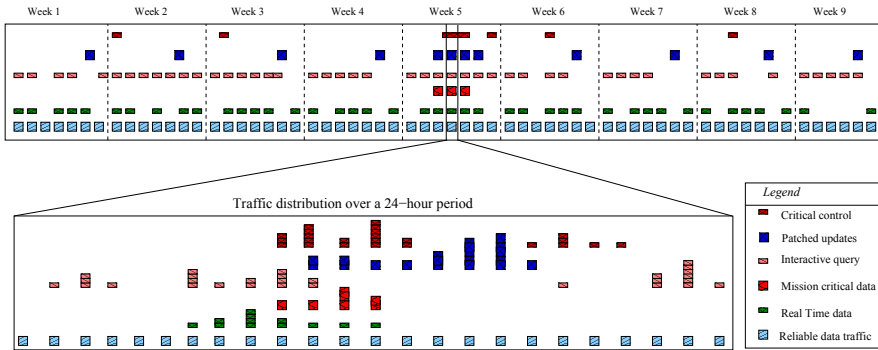 Week 1 Week 2 Week 3 Week 4 Week 5 Week 6 Week 7 Week 8 Week 9
Traffic distribution over a 24−hour period
Legend
Critical control
Patched updates
Interactive query
Mission critical data
Real Time data
Reliable data traffic